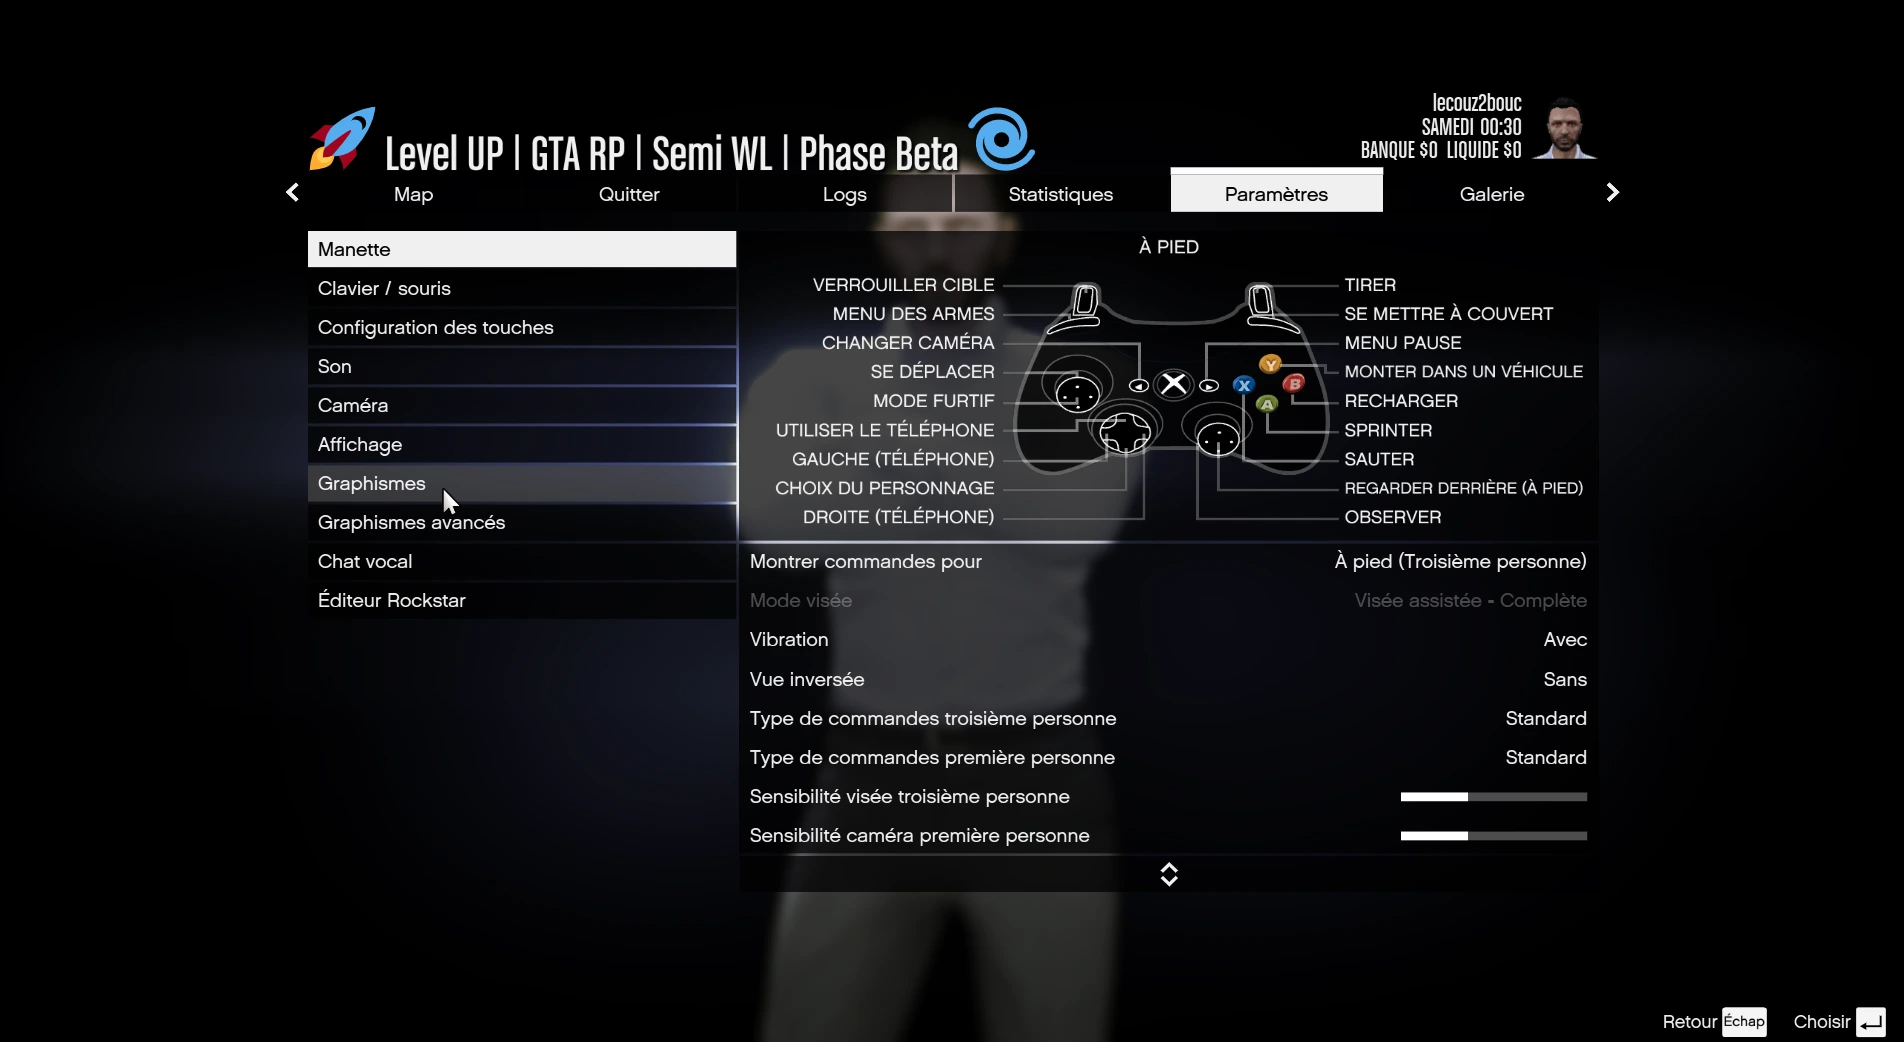 Level UP | GTA RP | Semi WL | Phase Beta
lecouz2bouc
SAMEDI 00:30
BANQUE $0 LIQUIDE $0
Map Quitter Logs Statistiques Paramètres Galerie
Manette
Clavier / souris
Configuration des touches
Son
Caméra
Affichage
Graphismes
Graphismes avancés
Chat vocal
Éditeur Rockstar
À PIED
VERROUILLER CIBLE
MENU DES ARMES
CHANGER CAMÉRA
SE DÉPLACER
MODE FURTIF
UTILISER LE TÉLÉPHONE
GAUCHE (TÉLÉPHONE)
CHOIX DU PERSONNAGE
DROITE (TÉLÉPHONE)
Y
X
B
A
TIRER
SE METTRE À COUVERT
MENU PAUSE
MONTER DANS UN VÉHICULE
RECHARGER
SPRINTER
SAUTER
REGARDER DERRIÈRE (À PIED)
OBSERVER
Montrer commandes pour À pied (Troisième personne)
Mode visée Visée assistée - Complète
Vibration Avec
Vue inversée Sans
Type de commandes troisième personne Standard
Type de commandes première personne Standard
Sensibilité visée troisième personne
Sensibilité caméra première personne
Retour Échap Choisir